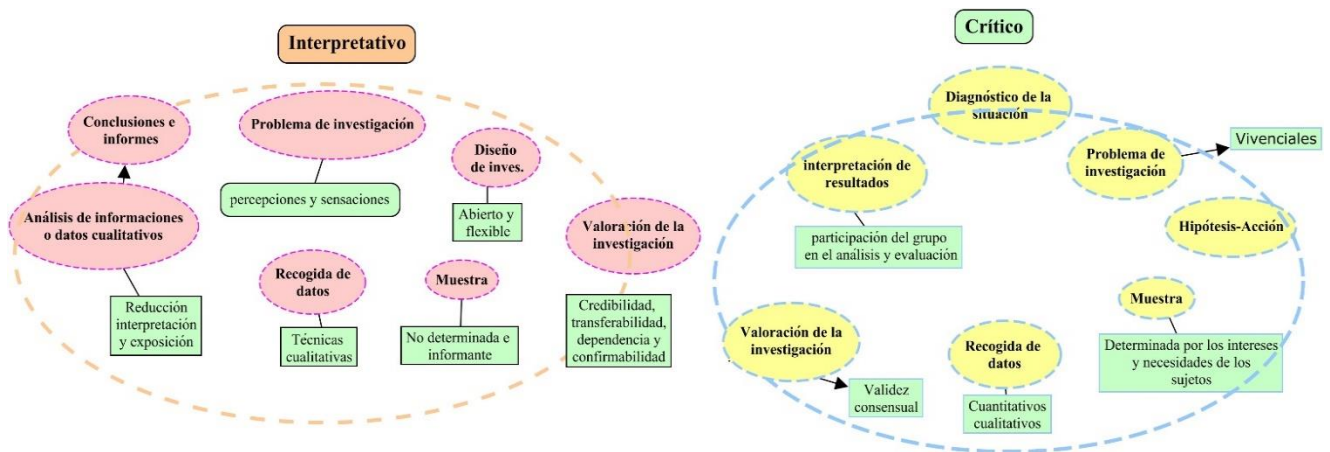 Interpretativo
Conclusiones e
informes
Problema de investigación
percepciones y sensaciones
Diseño
de inves.
Abierto y
flexible
Análisis de informaciones
o datos cualitativos
Reducción
interpretación
y exposición
Recogida de
datos
Técnicas
cualitativas
Muestra
No determinada e
informante
Valoración de la
investigación
Credibilidad,
transferabilidad,
dependencia y
confirmabilidad
Crítico
Diagnóstico de la
situación
interpretación de
resultados
participación del grupo
en el análisis y evaluación
Problema de
investigación
Vivenciales
Hipótesis-Acción
Muestra
Determinada por los intereses
y necesidades de los
sujetos
Valoración de la
investigación
Validez
consensual
Recogida de
datos
Cuantitativos
cualitativos